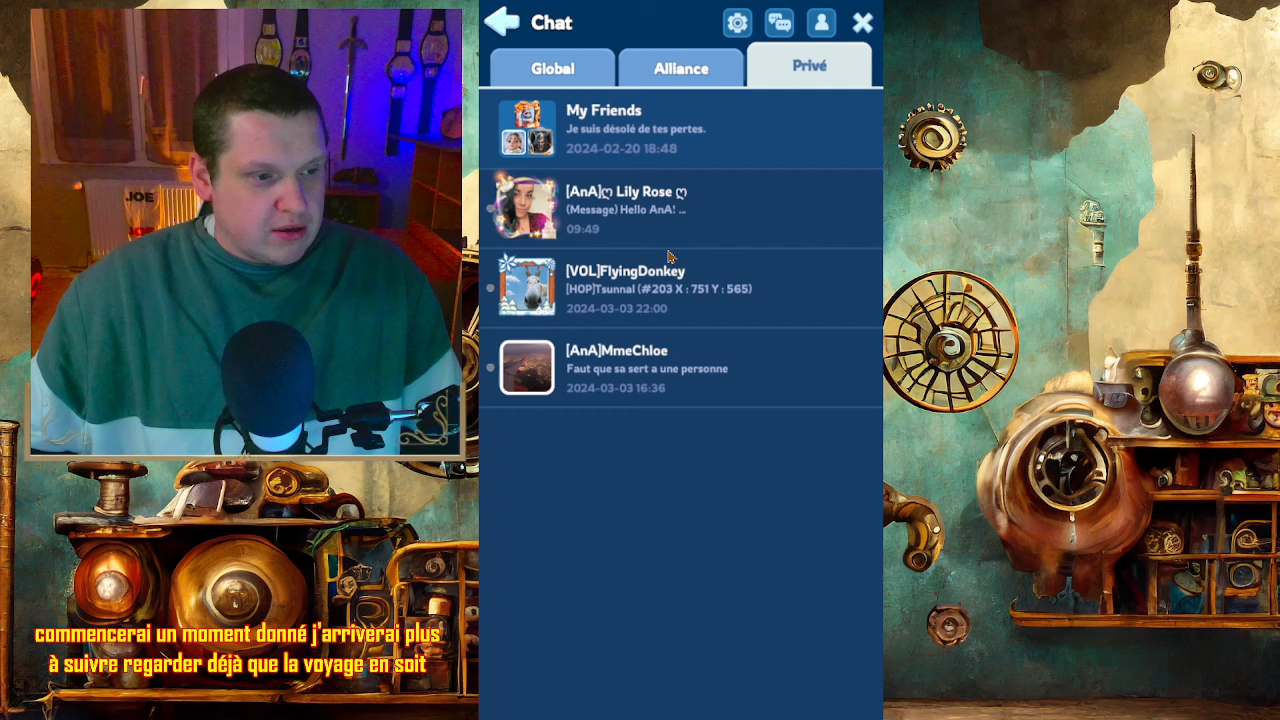 Chat
Global
Alliance
Privé
My Friends
Je suis désolé de tes pertes.
2024-02-20 18:48
[AnA]ღ Lily Rose ღ
(Message) Hello AnA! ...
09:49
[VOL]FlyingDonkey
[HOP]Tsunnal (#203 X : 751 Y : 565)
2024-03-03 22:00
[AnA]MmeChloe
Faut que sa sert a une personne
2024-03-03 16:36
JOE
commencerai un moment donné j'arriverai plus
à suivre regarder déjà que la voyage en soit